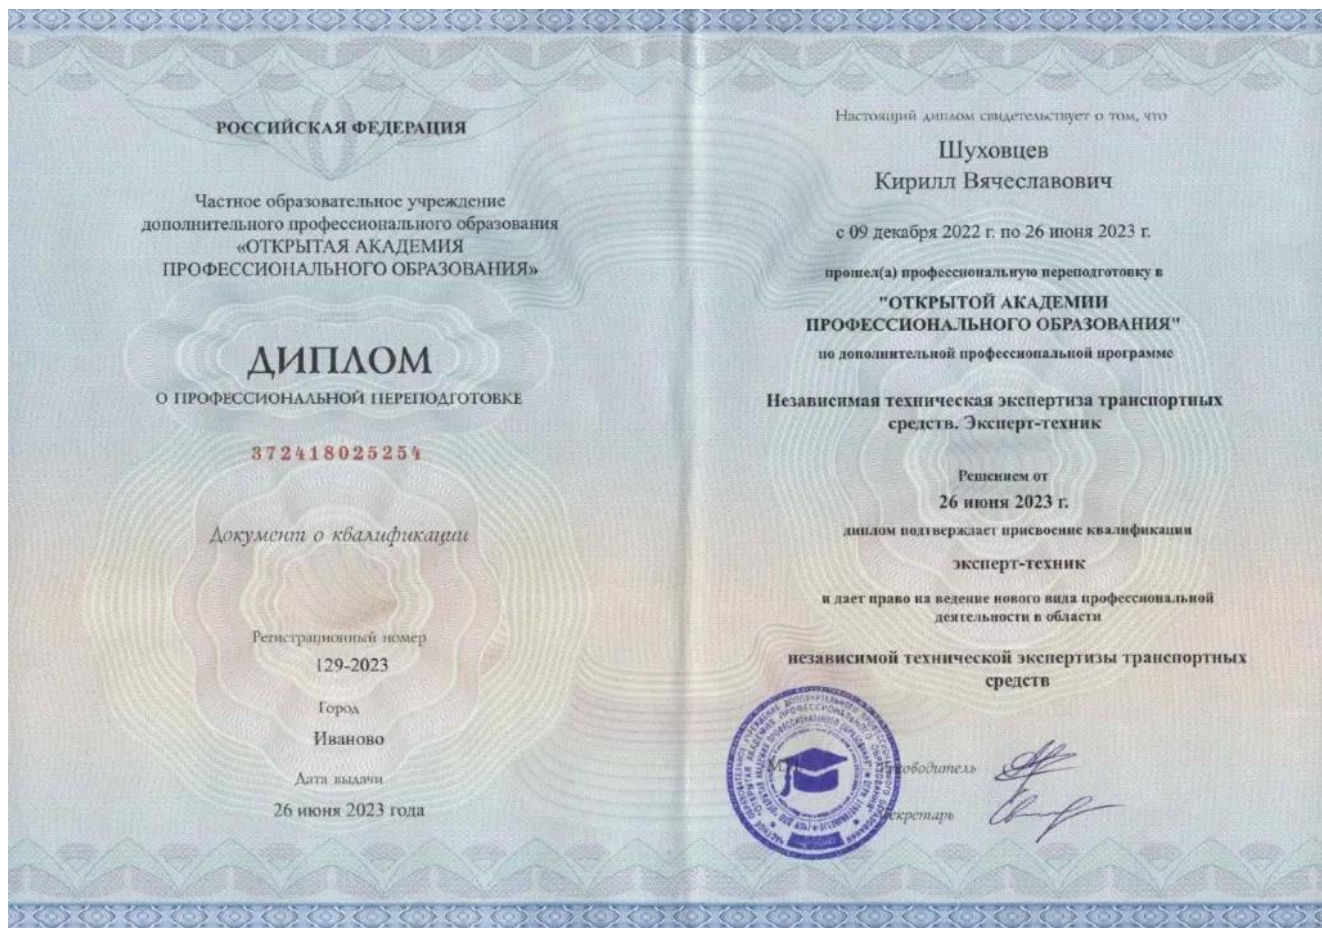 РОССИЙСКАЯ ФЕДЕРАЦИЯ
Частное образовательное учреждение
дополнительного профессионального образования
«ОТКРЫТАЯ АКАДЕМИЯ
ПРОФЕССИОНАЛЬНОГО ОБРАЗОВАНИЯ»
ДИПЛОМ
О ПРОФЕССИОНАЛЬНОЙ ПЕРЕПОДГОТОВКЕ
372418025254
Документ о квалификации
Регистрационный номер
129-2023
Город
Иваново
Дата выдачи
26 июня 2023 года
Настоящий диплом свидетельствует о том, что
Шуховцев
Кирилл Вячеславович
с 09 декабря 2022 г. по 26 июня 2023 г.
прошел(а) профессиональную переподготовку в
"ОТКРЫТОЙ АКАДЕМИИ
ПРОФЕССИОНАЛЬНОГО ОБРАЗОВАНИЯ"
по дополнительной профессиональной программе
Независимая техническая экспертиза транспортных
средств. Эксперт-техник
Решением от
26 июня 2023 г.
диплом подтверждает присвоение квалификации
эксперт-техник
и дает право на ведение нового вида профессиональной
деятельности в области
независимой технической экспертизы транспортных
средств
М.П.
Руководитель
Секретарь